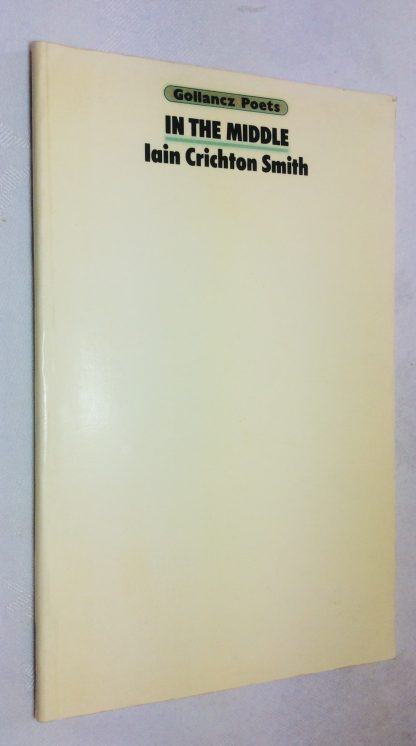 Gollancz Poets
IN THE MIDDLE
Iain Crichton Smith